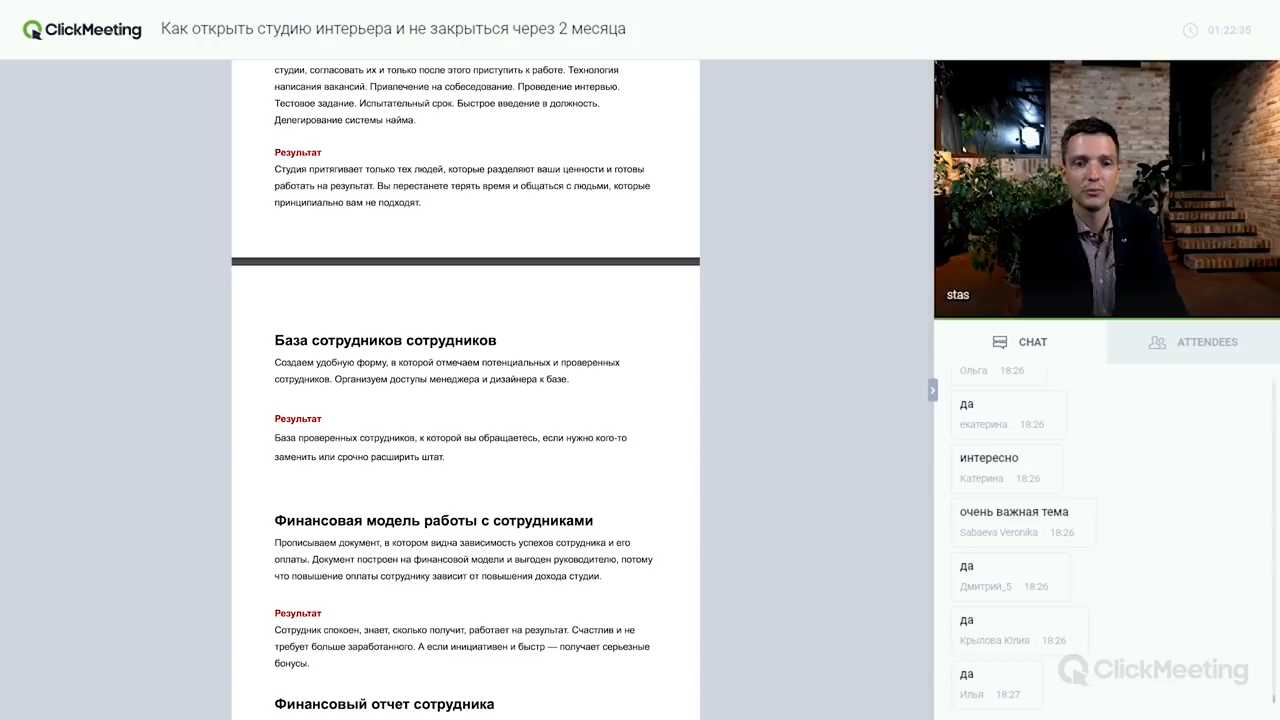 ClickMeeting
Как открыть студию интерьера и не закрыться через 2 месяца
01:22:35
студии, согласовать их и только после этого приступить к работе. Технология
написания вакансий. Привлечение на собеседование. Проведение интервью.
Тестовое задание. Испытательный срок. Быстрое введение в должность.
Делегирование системы найма.
Результат
Студия притягивает только тех людей, которые разделяют ваши ценности и готовы
работать на результат. Вы перестанете терять время и общаться с людьми, которые
принципиально вам не подходят.
База сотрудников сотрудников
Создаем удобную форму, в которой отмечаем потенциальных и проверенных
сотрудников. Организуем доступы менеджера и дизайнера к базе.
Результат
База проверенных сотрудников, к которой вы обращаетесь, если нужно кого-то
заменить или срочно расширить штат.
Финансовая модель работы с сотрудниками
Прописываем документ, в котором видна зависимость успехов сотрудника и его
оплаты. Документ построен на финансовой модели и выгоден руководителю, потому
что повышение оплаты сотруднику зависит от повышения дохода студии.
Результат
Сотрудник спокоен, знает, сколько получит, работает на результат. Счастлив и не
требует больше заработанного. А если инициативен и быстр — получает серьезные
бонусы.
Финансовый отчет сотрудника
stas
CHAT
ATTENDEES
Ольга 18:26
да
екатерина 18:26
интересно
Катерина 18:26
очень важная тема
Sabaeva Veronika 18:26
да
Дмитрий_5 18:26
да
Крылова Юлия 18:26
да
Илья 18:27
ClickMeeting